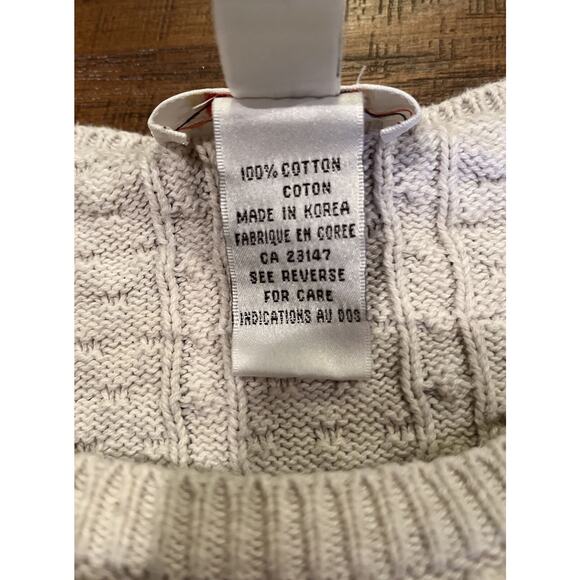 100% COTTON
COTON
MADE IN KOREA
FABRIQUE EN COREE
CA 23147
SEE REVERSE
FOR CARE
INDICATIONS AU DOS